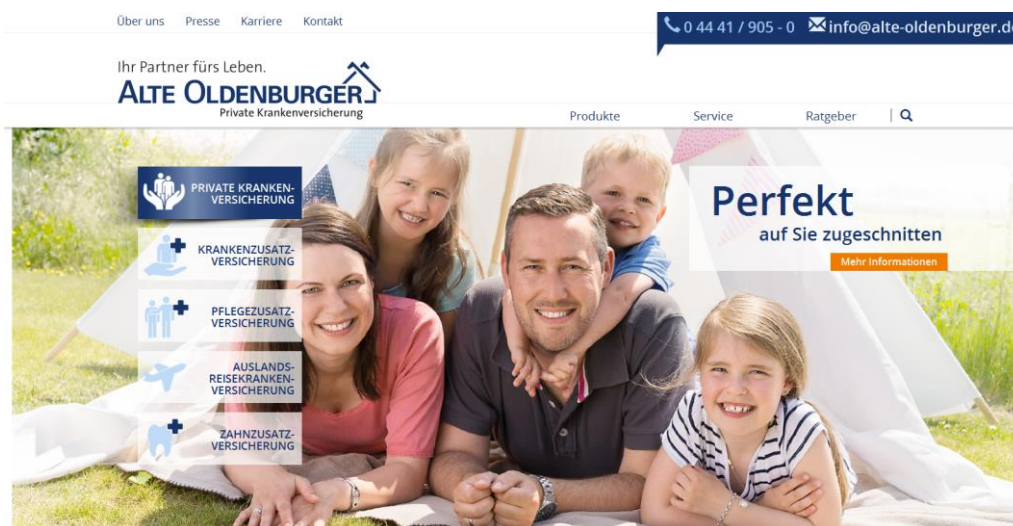 Über uns Presse Karriere Kontakt
0 44 41 / 905 - 0 info@alte-oldenburger.de
Ihr Partner fürs Leben.
ALTE OLDENBURGER
Private Krankenversicherung
Produkte Service Ratgeber
PRIVATE KRANKEN-
VERSICHERUNG
KRANKENZUSATZ-
VERSICHERUNG
PFLEGEZUSATZ-
VERSICHERUNG
AUSLANDS-
REISEKRANKEN-
VERSICHERUNG
ZAHNZUSATZ-
VERSICHERUNG
Perfekt
auf Sie zugeschnitten
Mehr Informationen